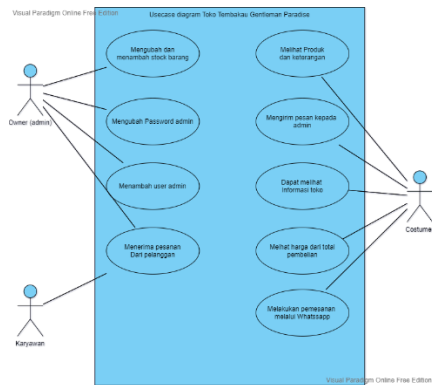 Visual Paradigm Online Free Edition
Usecase diagram Toko Tembakau Gentleman Paradise
Mengubah dan
menambah stock barang
Melihat Produk
dan keterangan
Owner (admin)
Mengubah Password admin
Mengirim pesan kepada
admin
Menambah user admin
Dapat melihat
Informasi toko
Costumer
Menerima pesanan
Dari pelanggan
Melihat harga dari total
pembelian
Karyawan
Melakukan pemesanan
melalui Whatssapp
Visual Paradigm Online Free Edition